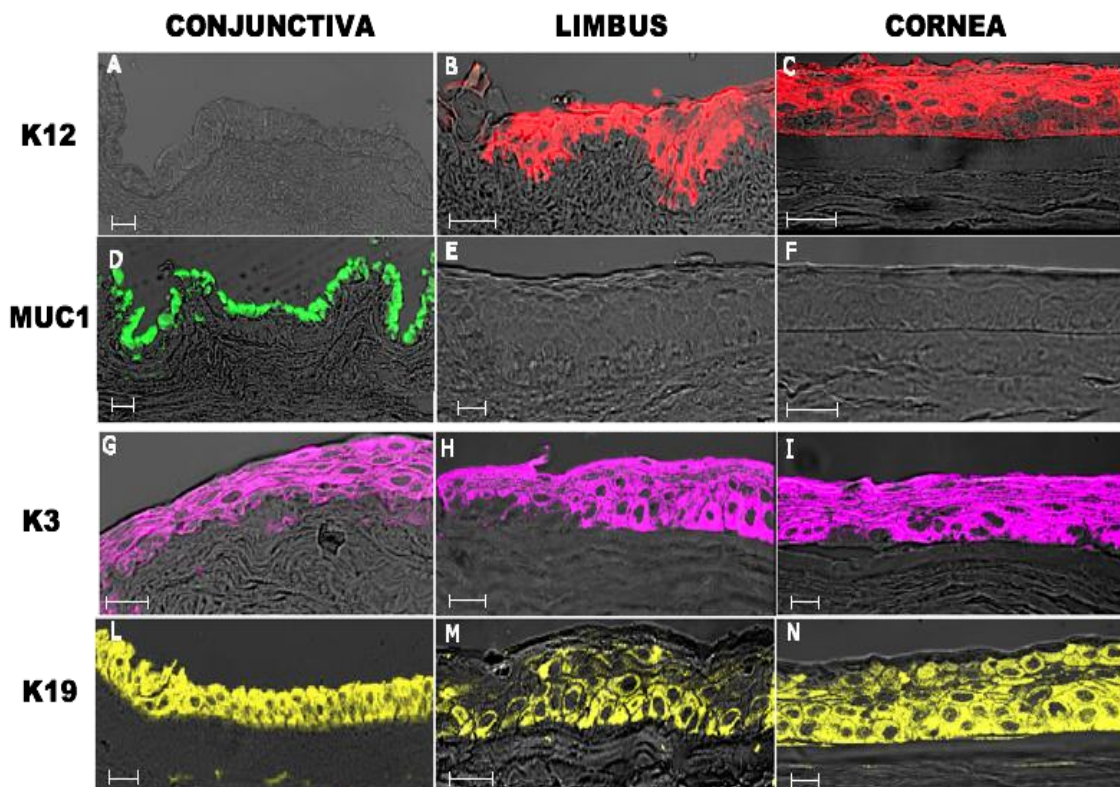 CONJUNCTIVA LIMBUS CORNEA
K12 A B C
MUC1 D E F
K3 G H I
K19 L M N